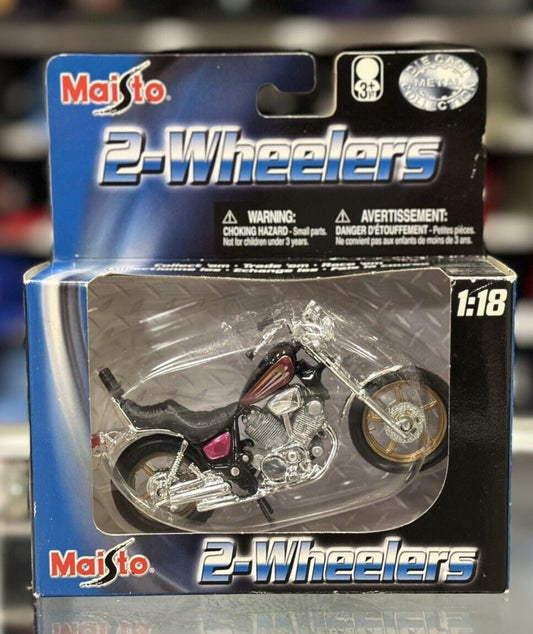 Maisto
3+
DIE CAST
METAL
COLLECTION
2-Wheelers
WARNING:
CHOKING HAZARD - Small parts.
Not for children under 3 years.
AVERTISSEMENT:
DANGER D'ÉTOUFFEMENT - Petites pièces.
Ne convient pas aux enfants de moins de 3 ans.
1:18
Maisto
2-Wheelers